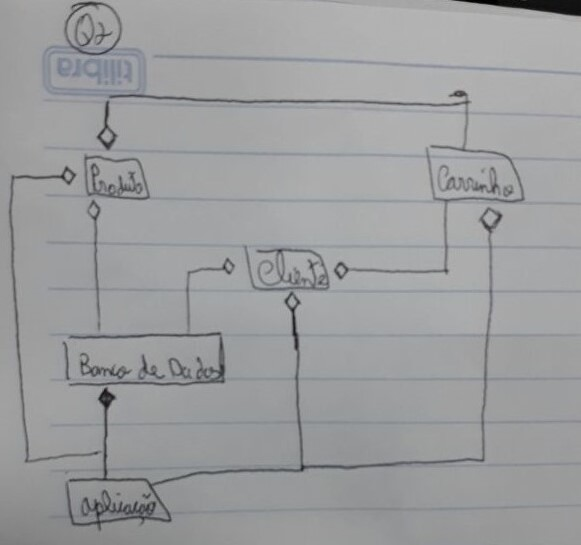 Q2
tilibra
Produto
Carrinho
Cliente
Banco de Dados
aplicação